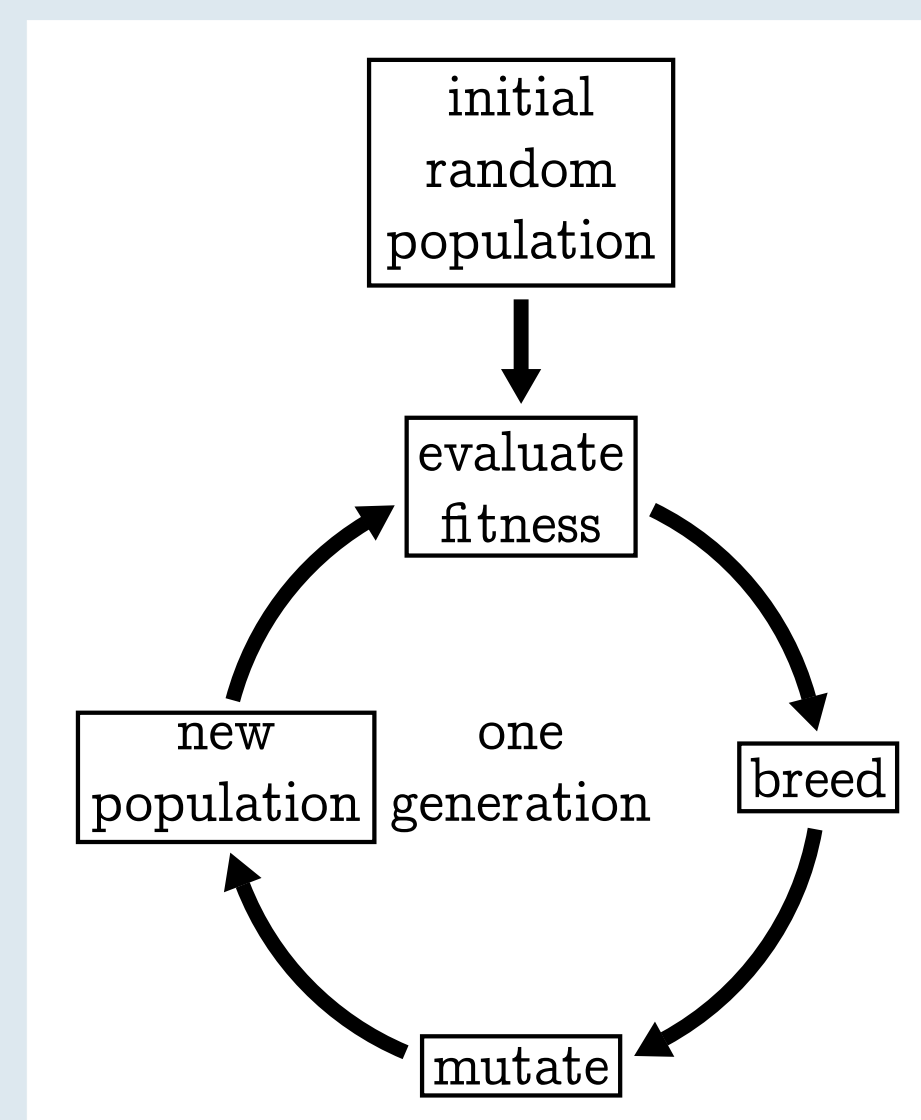 initial
random
population
evaluate
fitness
new
population
one
generation
breed
mutate